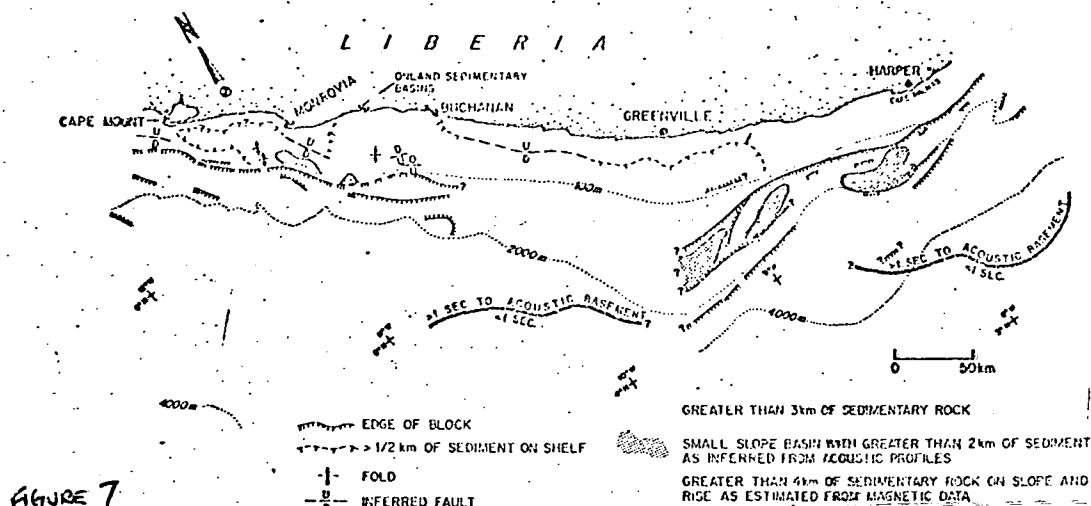 LIBERIA
HARPER
ONLAND SEDIMENTARY
BASINS
MONROVIA
BUCHANAN
CAPE MOUNT
GREENVILLE
U
D
U
D
U
D
?
100m
2000m
>1 SEC TO ACOUSTIC BASEMENT
<1 SEC.
>1 SEC TO ACOUSTIC BASEMENT ?
<1 SEC.
4000m
0 50km
4000m
EDGE OF BLOCK
> 1/2 km OF SEDIMENT ON SHELF
FOLD
U
D
INFERRED FAULT
GREATER THAN 3km OF SEDIMENTARY ROCK
SMALL SLOPE BASIN WITH GREATER THAN 2km OF SEDIMENT
AS INFERRED FROM ACOUSTIC PROFILES
GREATER THAN 4km OF SEDIMENTARY ROCK ON SLOPE AND
RISE AS ESTIMATED FROM MAGNETIC DATA
FIGURE 7